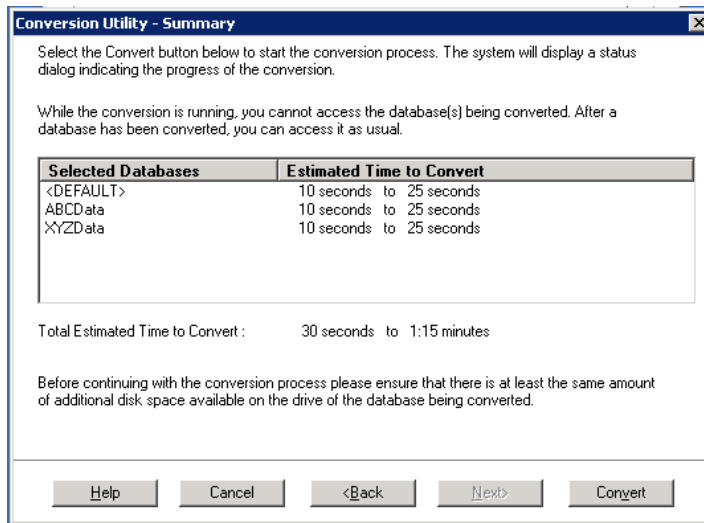 Conversion Utility - Summary
Select the Convert button below to start the conversion process. The system will display a status
dialog indicating the progress of the conversion.
While the conversion is running, you cannot access the database(s) being converted. After a
database has been converted, you can access it as usual.
Selected Databases Estimated Time to Convert
<DEFAULT> 10 seconds to 25 seconds
ABCData 10 seconds to 25 seconds
XYZData 10 seconds to 25 seconds
Total Estimated Time to Convert : 30 seconds to 1:15 minutes
Before continuing with the conversion process please ensure that there is at least the same amount
of additional disk space available on the drive of the database being converted.
Help Cancel <Back Next> Convert